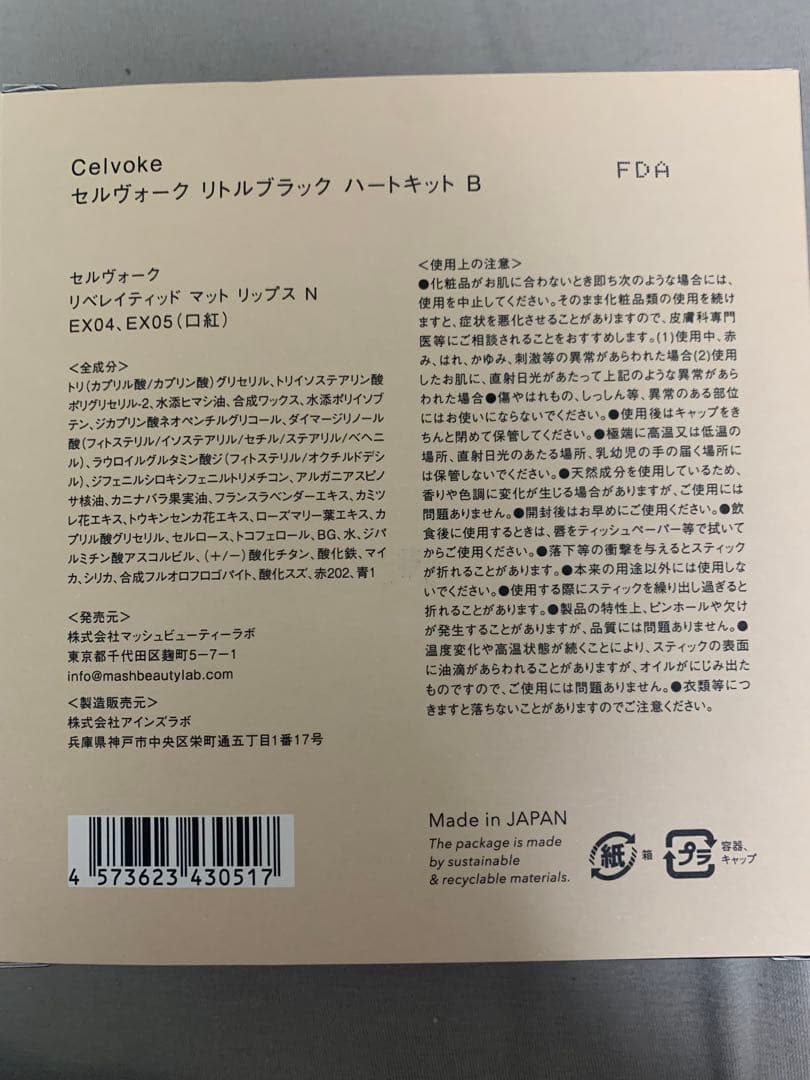 Celvoke
セルヴォーク リトルブラック ハートキット B
FDA
セルヴォーク
リベレイティッド マット リップス N
EX04、EX05(口紅)
<全成分>
トリ(カプリル酸/カプリン酸)グリセリル、トリイソステアリン酸
ポリグリセリル-2、水添ヒマシ油、合成ワックス、水添ポリイソブ
テン、ジカプリン酸ネオペンチルグリコール、ダイマージリノール
酸(フィトステリル/イソステアリル/セチル/ステアリル/ベヘニ
ル)、ラウロイルグルタミン酸ジ(フィトステリル/オクチルドデシ
ル)、ジフェニルシロキシフェニルトリメチコン、アルガニアスピノ
サ核油、カニナバラ果実油、フランスラベンダーエキス、カミツ
レ花エキス、トウキンセンカ花エキス、ローズマリー葉エキス、カ
プリル酸グリセリル、セルロース、トコフェロール、BG、水、ジパ
ルミチン酸アスコルビル、(+/−)酸化チタン、酸化鉄、マイ
カ、シリカ、合成フルオロフロゴパイト、酸化スズ、赤202、青1
<発売元>
株式会社マッシュビューティーラボ
東京都千代田区麹町5−7−1
info@mashbeautylab.com
<製造販売元>
株式会社アインズラボ
兵庫県神戸市中央区栄町通五丁目1番17号
4 573623 430517
<使用上の注意>
●化粧品がお肌に合わないとき即ち次のような場合には、
使用を中止してください。そのまま化粧品類の使用を続け
ますと、症状を悪化させることがありますので、皮膚科専門
医等にご相談されることをおすすめします。(1)使用中、赤
み、はれ、かゆみ、刺激等の異常があらわれた場合(2)使用
したお肌に、直射日光があたって上記のような異常があら
われた場合●傷やはれもの、しっしん等、異常のある部位
にはお使いにならないでください。●使用後はキャップをき
ちんと閉めて保管してください。●極端に高温又は低温の
場所、直射日光のあたる場所、乳幼児の手の届く場所に
は保管しないでください。●天然成分を使用しているため、
香りや色調に変化が生じる場合がありますが、ご使用には
問題ありません。●開封後はお早めにご使用ください。●飲
食後に使用するときは、唇をティッシュペーパー等で拭いて
からご使用ください。●落下等の衝撃を与えるとスティック
が折れることがあります。●本来の用途以外には使用しな
いでください。●使用する際にスティックを繰り出し過ぎると
折れることがあります。●製品の特性上、ピンホールや欠け
が発生することがありますが、品質には問題ありません。●
温度変化や高温状態が続くことにより、スティックの表面
に油滴があらわれることがありますが、オイルがにじみ出た
ものですので、ご使用には問題ありません。●衣類等につ
きますと落ちないことがありますのでご注意ください。
Made in JAPAN
The package is made
by sustainable
& recyclable materials.
紙 箱
プラ 容器、
キャップ